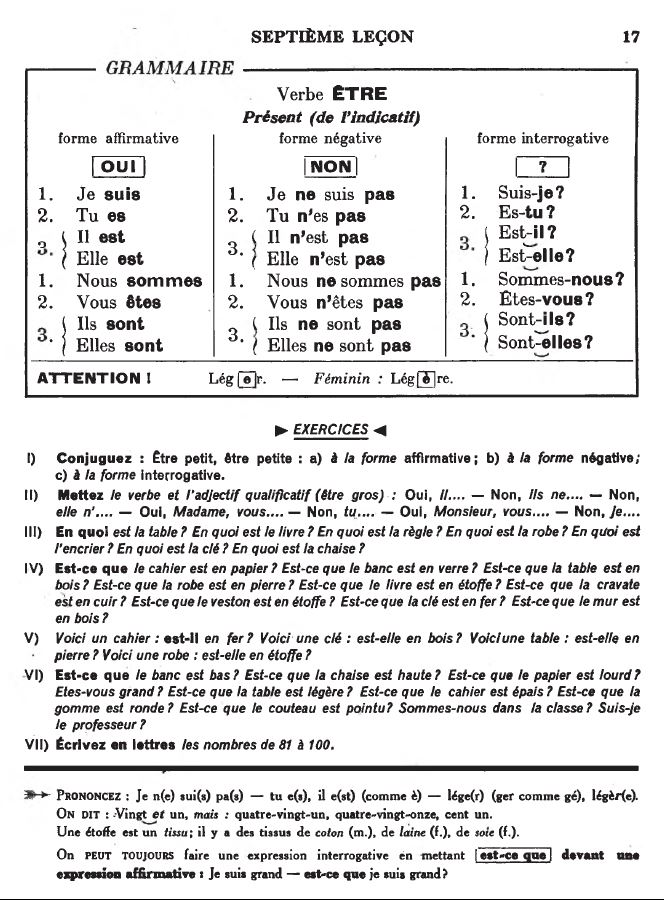 SEPTIÈME LEÇON 17
GRAMMAIRE
Verbe ÊTRE
Présent (de l'indicatif)
forme affirmative
OUI
1. Je suis
2. Tu es
3. Il est
Elle est
1. Nous sommes
2. Vous êtes
3. Ils sont
Elles sont
forme négative
NON
1. Je ne suis pas
2. Tu n'es pas
3. Il n'est pas
Elle n'est pas
1. Nous ne sommes pas
2. Vous n'êtes pas
3. Ils ne sont pas
Elles ne sont pas
forme interrogative
?
1. Suis-je?
2. Es-tu?
3. Est-il?
Est-elle?
1. Sommes-nous?
2. Êtes-vous?
3. Sont-ils?
Sont-elles?
ATTENTION ! Lég e r. — Féminin : Lég è re.
► EXERCICES ◄
I) Conjuguez : Être petit, être petite : a) à la forme affirmative; b) à la forme négative;
c) à la forme interrogative.
II) Mettez le verbe et l'adjectif qualificatif (être gros) : Oui, il.... — Non, ils ne.... — Non,
elle n'.... — Oui, Madame, vous.... — Non, tu.... — Oui, Monsieur, vous.... — Non, je....
III) En quoi est la table ? En quoi est le livre ? En quoi est la règle ? En quoi est la robe ? En quoi est
l'encrier ? En quoi est la clé ? En quoi est la chaise ?
IV) Est-ce que le cahier est en papier ? Est-ce que le banc est en verre ? Est-ce que la table est en
bois ? Est-ce que la robe est en pierre ? Est-ce que le livre est en étoffe ? Est-ce que la cravate
est en cuir ? Est-ce que le veston est en étoffe ? Est-ce que la clé est en fer ? Est-ce que le mur est
en bois ?
V) Voici un cahier : est-il en fer ? Voici une clé : est-elle en bois ? Voici une table : est-elle en
pierre ? Voici une robe : est-elle en étoffe ?
VI) Est-ce que le banc est bas ? Est-ce que la chaise est haute ? Est-ce que le papier est lourd ?
Etes-vous grand ? Est-ce que la table est légère ? Est-ce que le cahier est épais ? Est-ce que la
gomme est ronde ? Est-ce que le couteau est pointu ? Sommes-nous dans la classe ? Suis-je
le professeur ?
VII) Écrivez en lettres les nombres de 81 à 100.
PRONONCEZ : Je n(e) sui(s) pa(s) — tu e(s), il e(st) (comme è) — lége(r) (ger comme gé), légèr(e).
ON DIT : Vingt et un, mais : quatre-vingt-un, quatre-vingt-onze, cent un.
Une étoffe est un tissu; il y a des tissus de coton (m.), de laine (f.), de soie (f.).
On PEUT TOUJOURS faire une expression interrogative en mettant est-ce que devant une
expression affirmative : Je suis grand — est-ce que je suis grand?